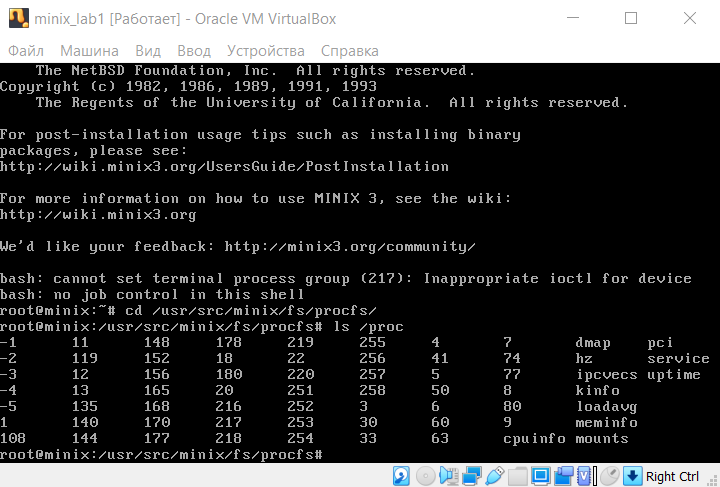 minix_lab1 [Работает] - Oracle VM VirtualBox
Файл Машина Вид Ввод Устройства Справка
The NetBSD Foundation, Inc. All rights reserved.
Copyright (c) 1982, 1986, 1989, 1991, 1993
The Regents of the University of California. All rights reserved.
For post-installation usage tips such as installing binary
packages, please see:
http://wiki.minix3.org/UsersGuide/PostInstallation
For more information on how to use MINIX 3, see the wiki:
http://wiki.minix3.org
We'd like your feedback: http://minix3.org/community/
bash: cannot set terminal process group (217): Inappropriate ioctl for device
bash: no job control in this shell
root@minix:~# cd /usr/src/minix/fs/procfs/
root@minix:/usr/src/minix/fs/procfs# ls /proc
-1 11 148 178 219 255 4 7 dmap pci
-2 119 152 18 22 256 41 74 hz service
-3 12 156 180 220 257 5 77 ipcvecs uptime
-4 13 165 20 251 258 50 8 kinfo
-5 135 168 216 252 3 6 80 loadavg
1 140 170 217 253 30 60 9 meminfo
108 144 177 218 254 33 63 cpuinfo mounts
root@minix:/usr/src/minix/fs/procfs#
Right Ctrl